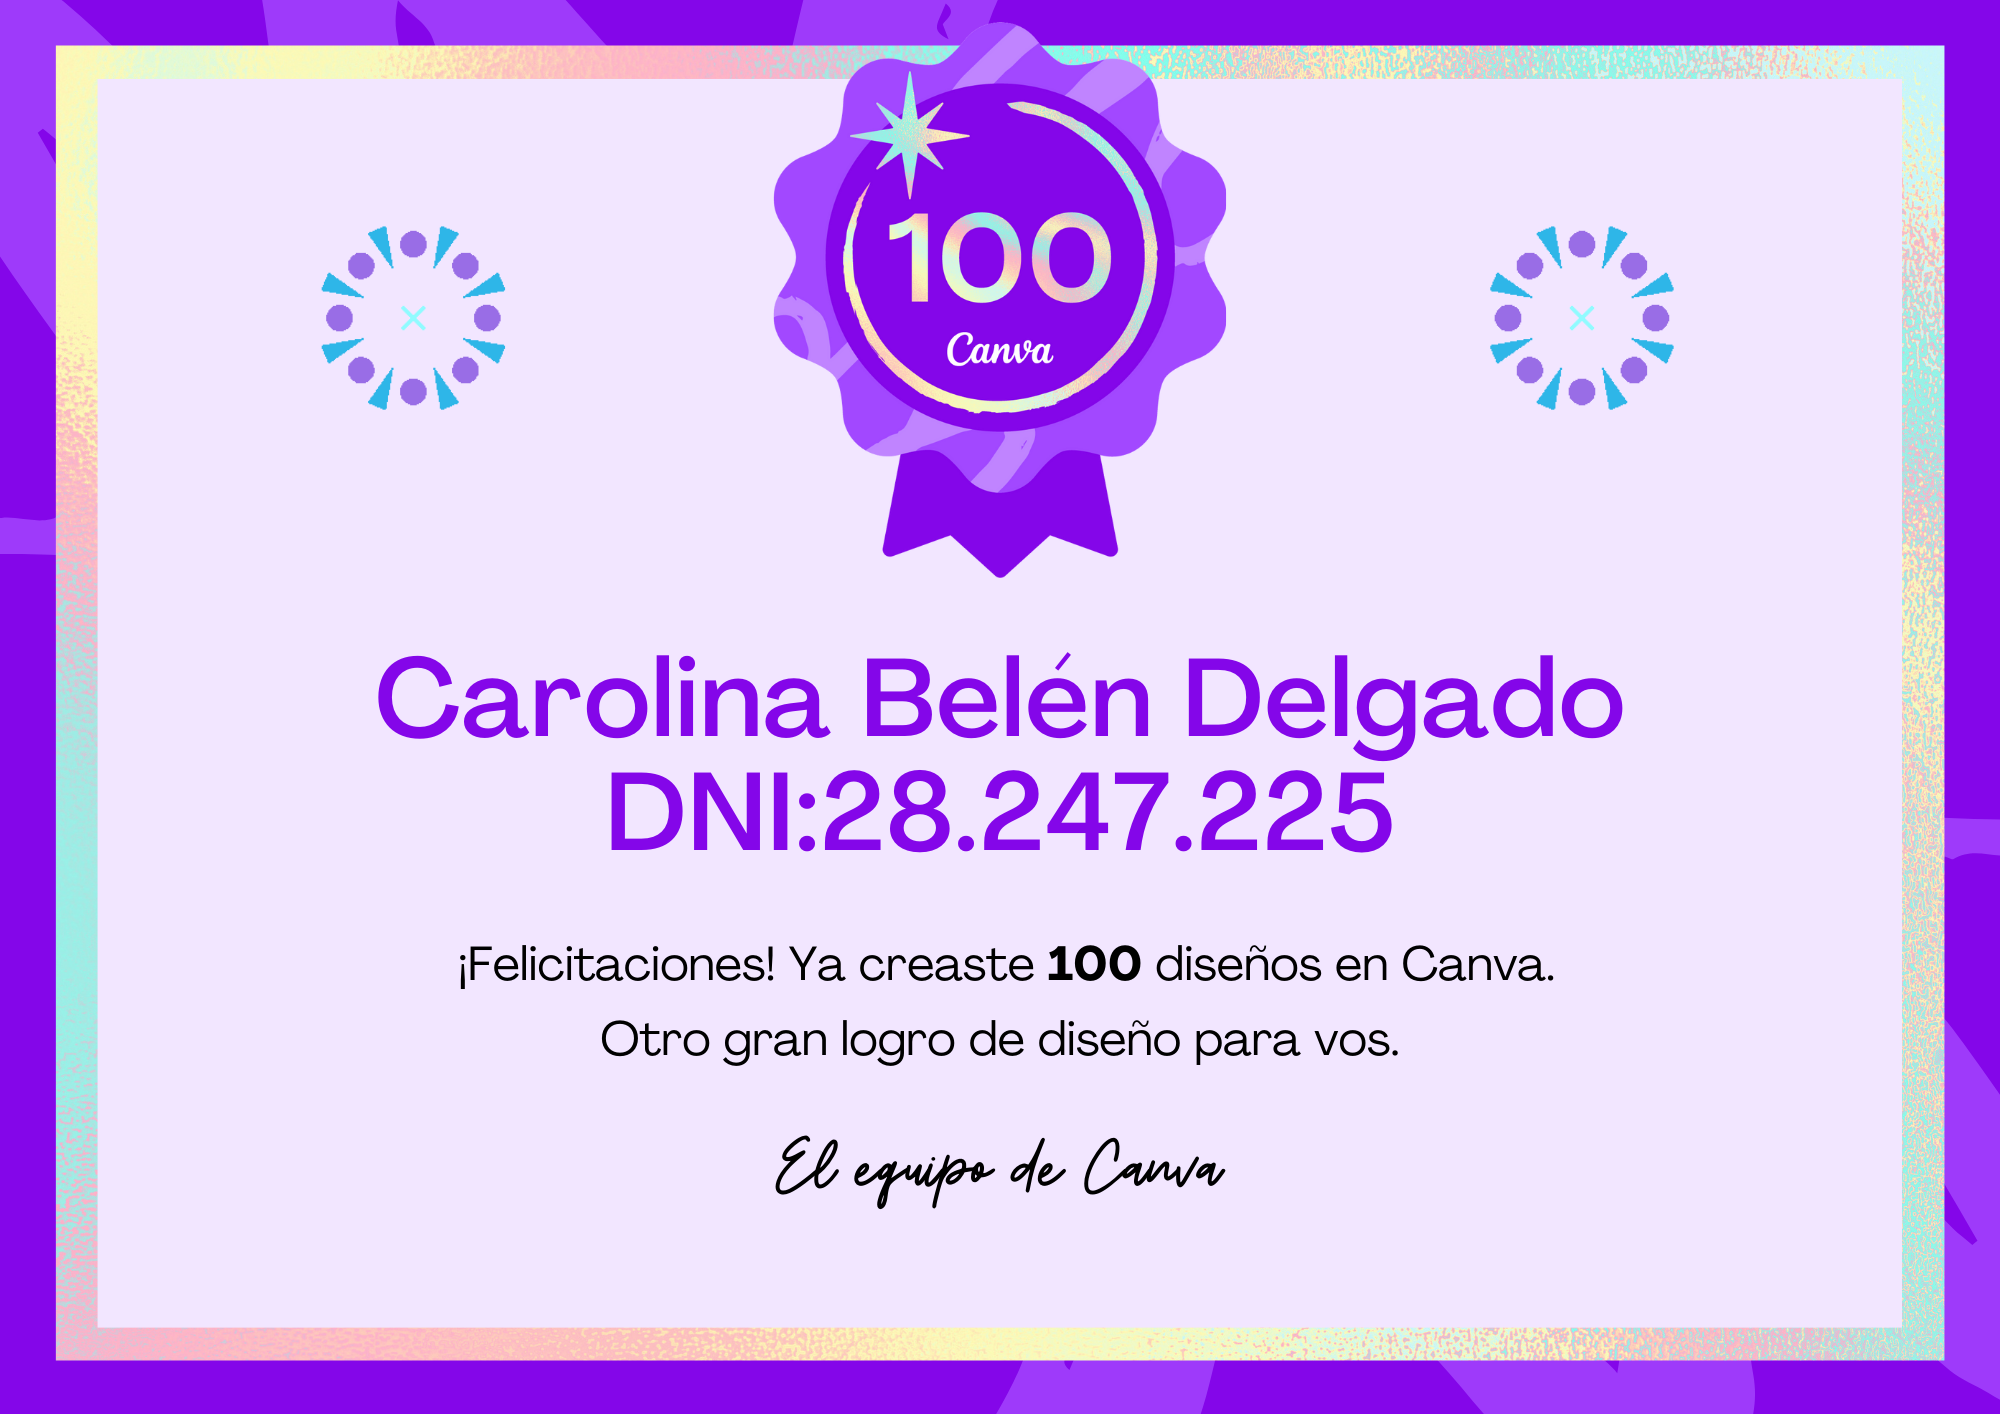 100
Canva
Carolina Belén Delgado
DNI:28.247.225
¡Felicitaciones! Ya creaste 100 diseños en Canva.
Otro gran logro de diseño para vos.
El equipo de Canva